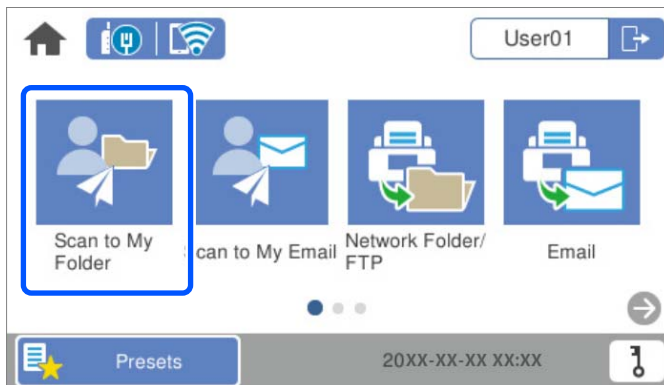 User01
Scan to My
Folder
can to My Email
Network Folder/
FTP
Email
Presets
20XX-XX-XX XX:XX